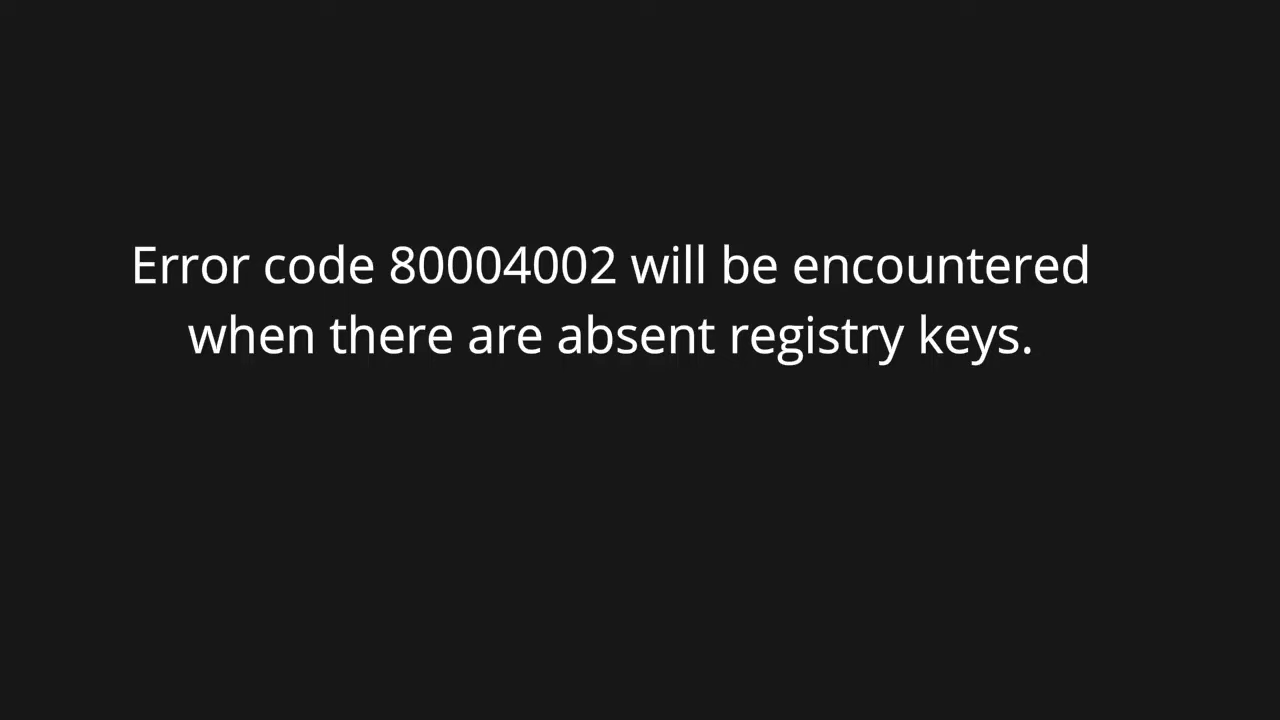 Error code 80004002 will be encountered
when there are absent registry keys.